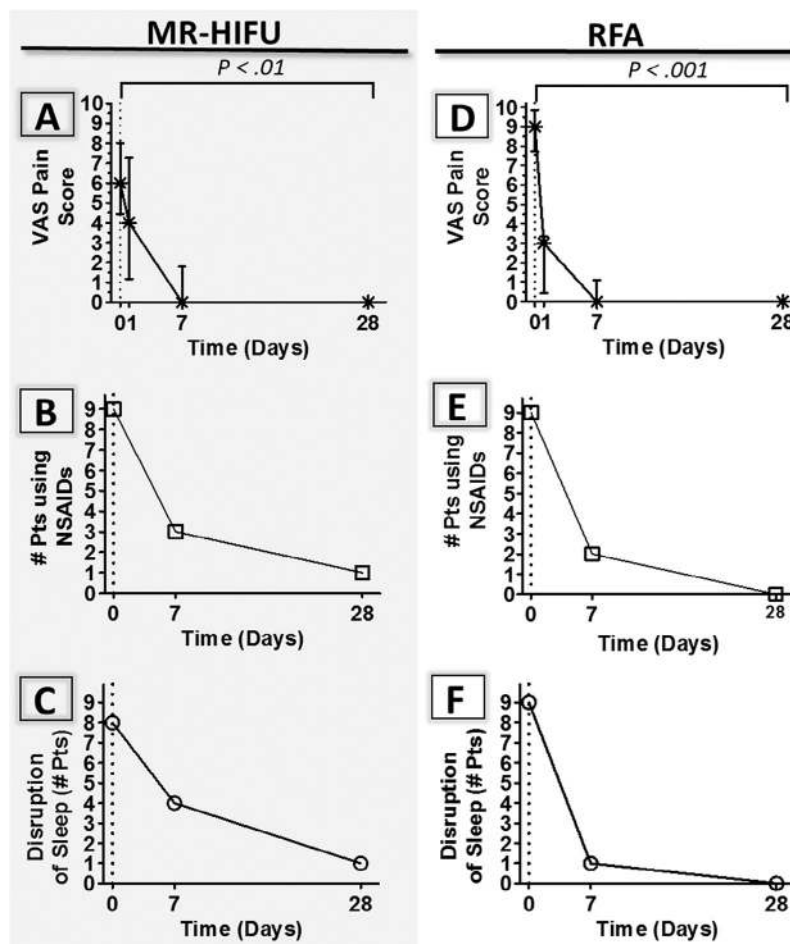 MR-HIFU
P < .01
A
VAS Pain
Score
10
9
8
7
6
5
4
3
2
1
0
01 7 28
Time (Days)
B
# Pts using
NSAIDs
9
8
7
6
5
4
3
2
1
0
0 7 28
Time (Days)
C
Disruption
of Sleep (# Pts)
9
8
7
6
5
4
3
2
1
0
0 7 28
Time (Days)
RFA
P < .001
D
VAS Pain
Score
10
9
8
7
6
5
4
3
2
1
0
01 7 28
Time (Days)
E
# Pts using
NSAIDs
9
8
7
6
5
4
3
2
1
0
0 7 28
Time (Days)
F
Disruption
of Sleep (# Pts)
9
8
7
6
5
4
3
2
1
0
0 7 28
Time (Days)